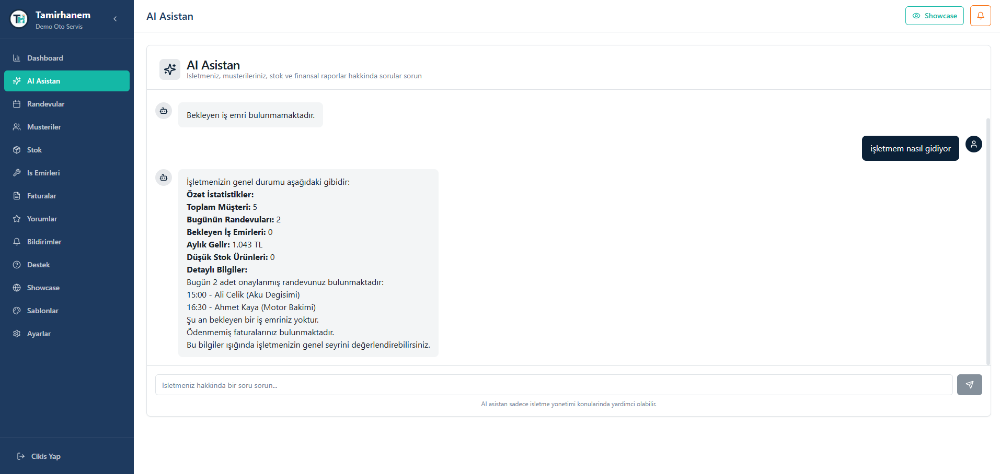 Tamirhanem
Demo Oto Servis
Dashboard
AI Asistan
Randevular
Musteriler
Stok
Is Emirleri
Faturalar
Yorumlar
Bildirimler
Destek
Showcase
Sablonlar
Ayarlar
Cikis Yap
AI Asistan
Showcase
AI Asistan
Isletmeniz, musterileriniz, stok ve finansal raporlar hakkinda sorular sorun
Bekleyen iş emri bulunmamaktadır.
işletmem nasıl gidiyor
İşletmenizin genel durumu aşağıdaki gibidir:
Özet İstatistikler:
Toplam Müşteri: 5
Bugünün Randevuları: 2
Bekleyen İş Emirleri: 0
Aylık Gelir: 1.043 TL
Düşük Stok Ürünleri: 0
Detaylı Bilgiler:
Bugün 2 adet onaylanmış randevunuz bulunmaktadır:
15:00 - Ali Celik (Aku Degisimi)
16:30 - Ahmet Kaya (Motor Bakimi)
Şu an bekleyen bir iş emriniz yoktur.
Ödenmemiş faturalarınız bulunmaktadır.
Bu bilgiler ışığında işletmenizin genel seyrini değerlendirebilirsiniz.
Isletmeniz hakkinda bir soru sorun...
AI asistan sadece isletme yonetimi konularinda yardimci olabilir.